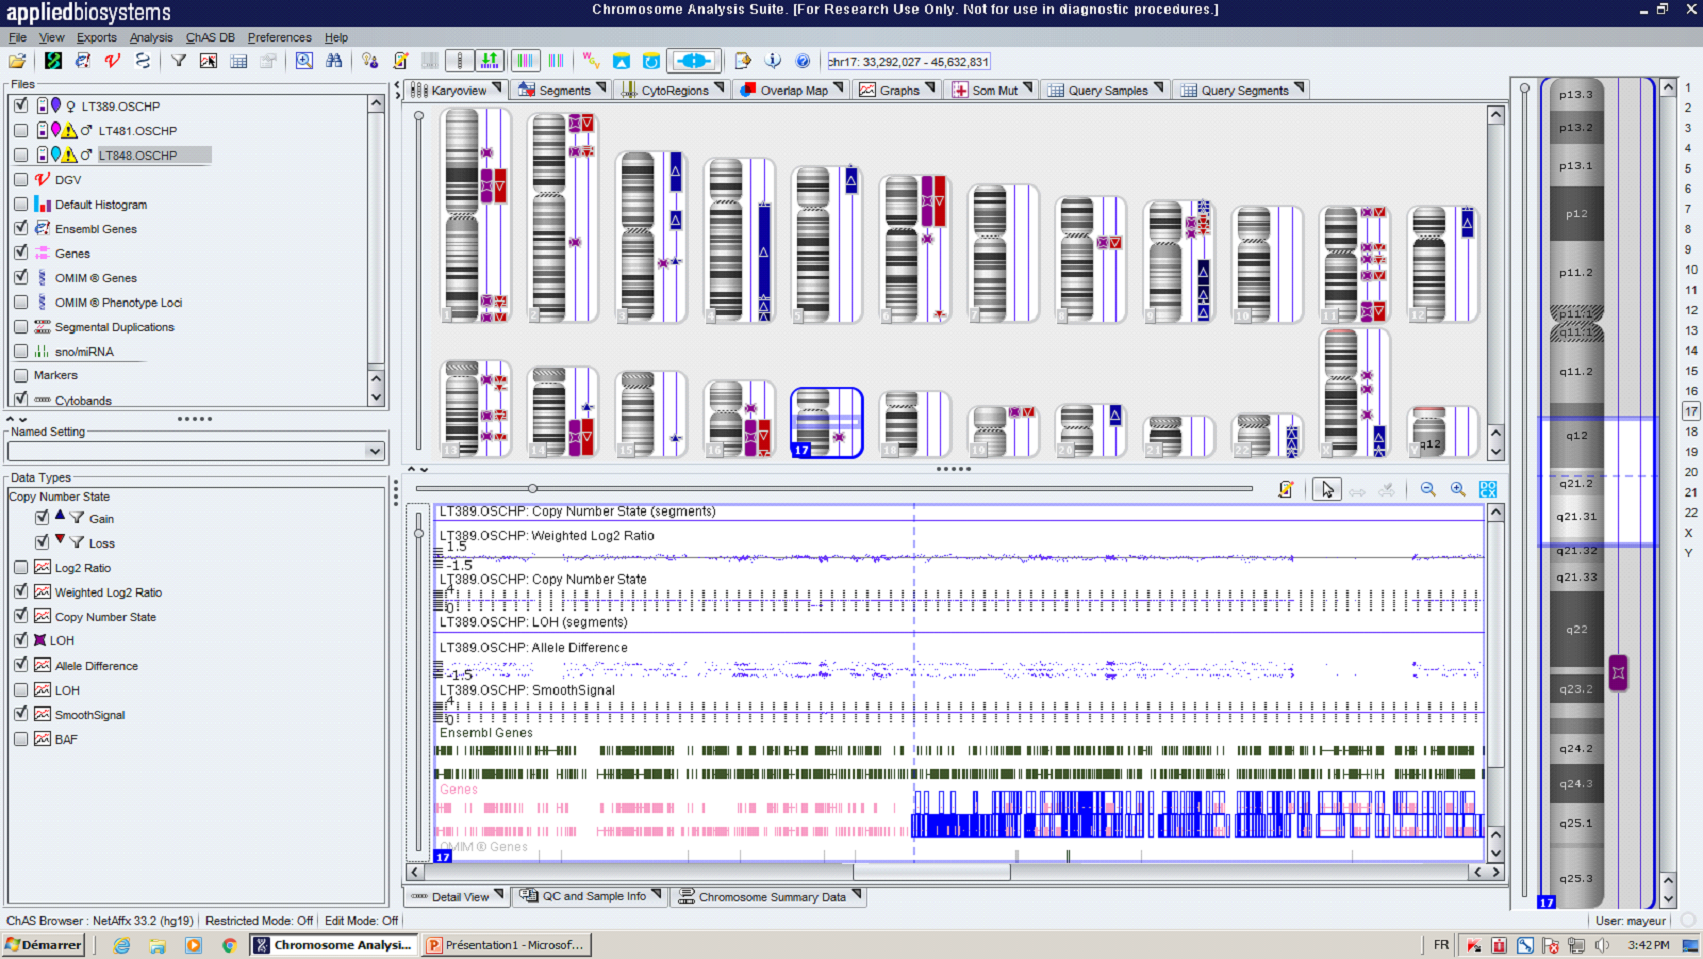 appliedbiosystems
Chromosome Analysis Suite. [For Research Use Only. Not for use in diagnostic procedures.]
File View Exports Analysis ChAS DB Preferences Help
chr17: 33,292,027 - 45,632,831
Files
LT389.OSCHP
LT481.OSCHP
LT848.OSCHP
DGV
Default Histogram
Ensembl Genes
Genes
OMIM ® Genes
OMIM ® Phenotype Loci
Segmental Duplications
sno/miRNA
Markers
Cytobands
Named Setting
Data Types
Copy Number State
Gain
Loss
Log2 Ratio
Weighted Log2 Ratio
Copy Number State
LOH
Allele Difference
LOH
SmoothSignal
BAF
Karyoview Segments CytoRegions Overlap Map Graphs Som Mut Query Samples Query Segments
1 2 3 4 5 6 7 8 9 10 11 12
13 14 15 16 17 18 19 20 21 22 X Y
q12
LT389.OSCHP: Copy Number State (segments)
LT389.OSCHP: Weighted Log2 Ratio
1.5
-1.5
LT389.OSCHP: Copy Number State
4
0
LT389.OSCHP: LOH (segments)
LT389.OSCHP: Allele Difference
-1.5
LT389.OSCHP: SmoothSignal
4
0
Ensembl Genes
Genes
OMIM ® Genes
17
Detail View QC and Sample Info Chromosome Summary Data
p13.3
p13.2
p13.1
p12
p11.2
p11.1
q11.1
q11.2
q12
q21.2
q21.31
q21.32
q21.33
q22
q23.2
q24.2
q24.3
q25.1
q25.3
17
1
2
3
4
5
6
7
8
9
10
11
12
13
14
15
16
17
18
19
20
21
22
X
Y
ChAS Browser : NetAffx 33.2 (hg19) Restricted Mode: Off Edit Mode: Off
User: mayeur
Démarrer Chromosome Analysi... Présentation1 - Microsof... FR 3:42 PM